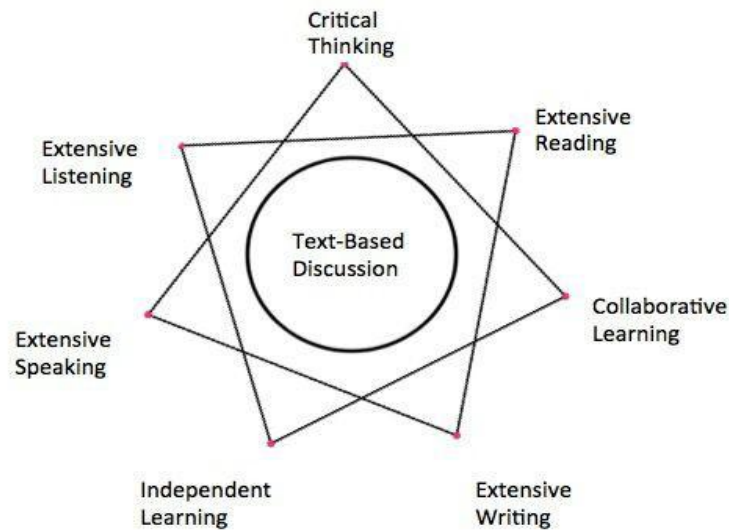 Critical
Thinking
Extensive
Reading
Extensive
Listening
Text-Based
Discussion
Collaborative
Learning
Extensive
Speaking
Independent
Learning
Extensive
Writing